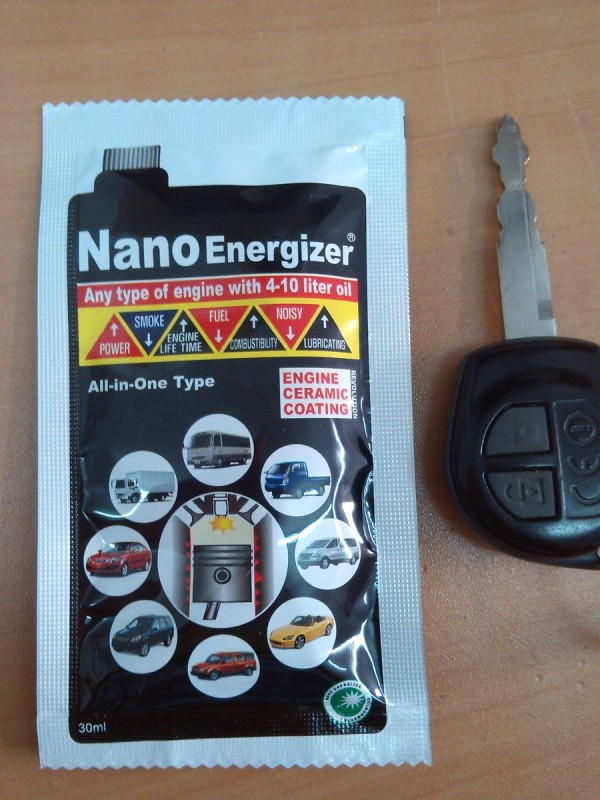 Nano Energizer®
Any type of engine with 4-10 liter oil
POWER
SMOKE
ENGINE
LIFE TIME
FUEL
COMBUSTIBILITY
NOISY
LUBRICATING
All-in-One Type
ENGINE
CERAMIC
COATING
REVOLUTION
30ml
CE